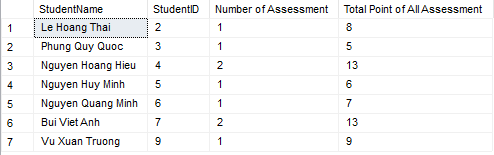 StudentName StudentID Number of Assessment Total Point of All Assessment
1 Le Hoang Thai 2 1 8
2 Phung Quy Quoc 3 1 5
3 Nguyen Hoang Hieu 4 2 13
4 Nguyen Huy Minh 5 1 6
5 Nguyen Quang Minh 6 1 7
6 Bui Viet Anh 7 2 13
7 Vu Xuan Truong 9 1 9